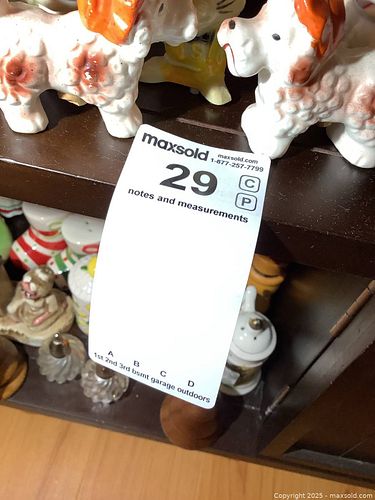 maxsold
maxsold.com
1-877-257-7799
29
C
P
notes and measurements
A B C D
1st 2nd 3rd bsmt garage outdoors
Copyright 2025 - maxsold.com